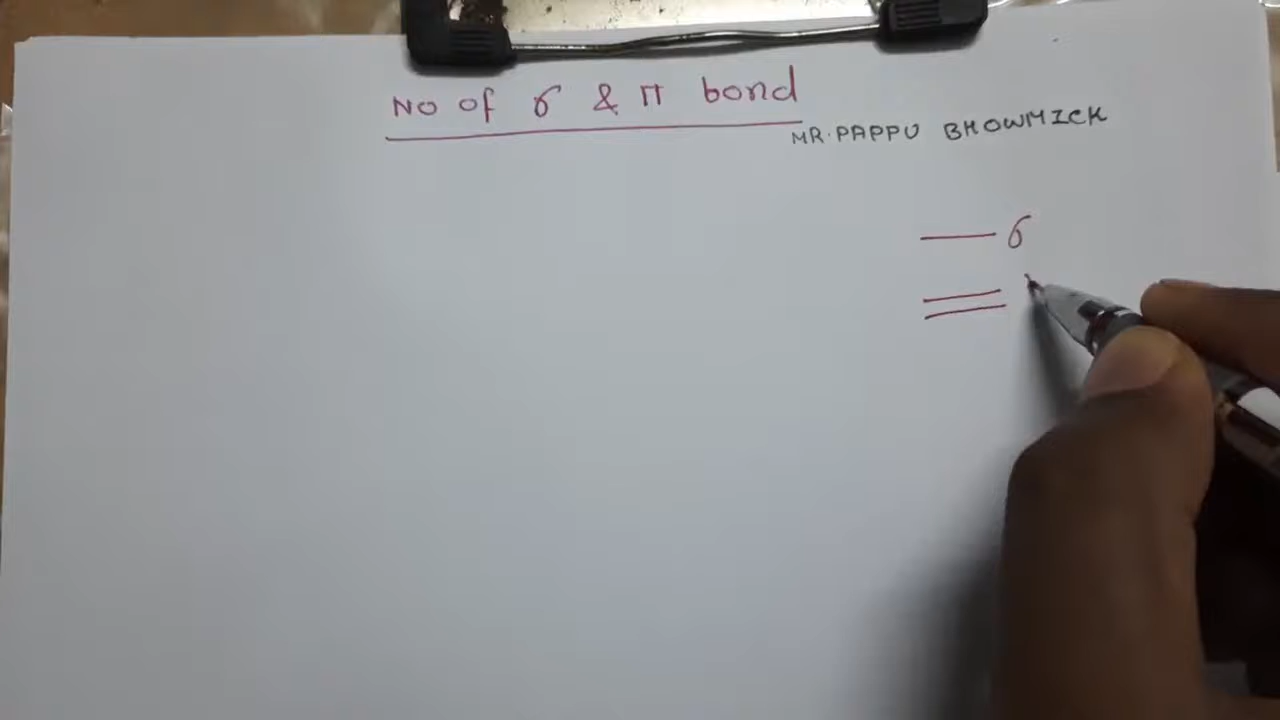 No of σ & π bond
MR. PAPPU BHOWMICK
— σ
=